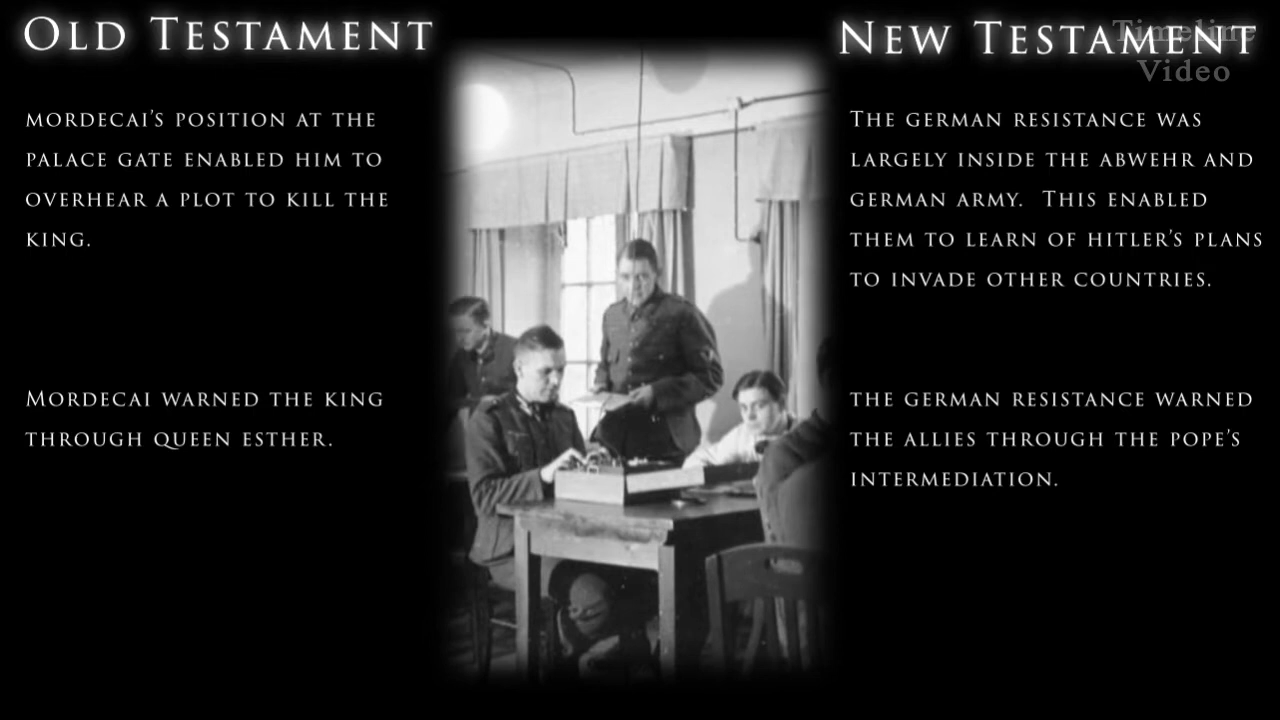 OLD TESTAMENT
MORDECAI'S POSITION AT THE
PALACE GATE ENABLED HIM TO
OVERHEAR A PLOT TO KILL THE
KING.
MORDECAI WARNED THE KING
THROUGH QUEEN ESTHER.
NEW TESTAMENT
Timeline
Video
THE GERMAN RESISTANCE WAS
LARGELY INSIDE THE ABWEHR AND
GERMAN ARMY. THIS ENABLED
THEM TO LEARN OF HITLER'S PLANS
TO INVADE OTHER COUNTRIES.
THE GERMAN RESISTANCE WARNED
THE ALLIES THROUGH THE POPE'S
INTERMEDIATION.